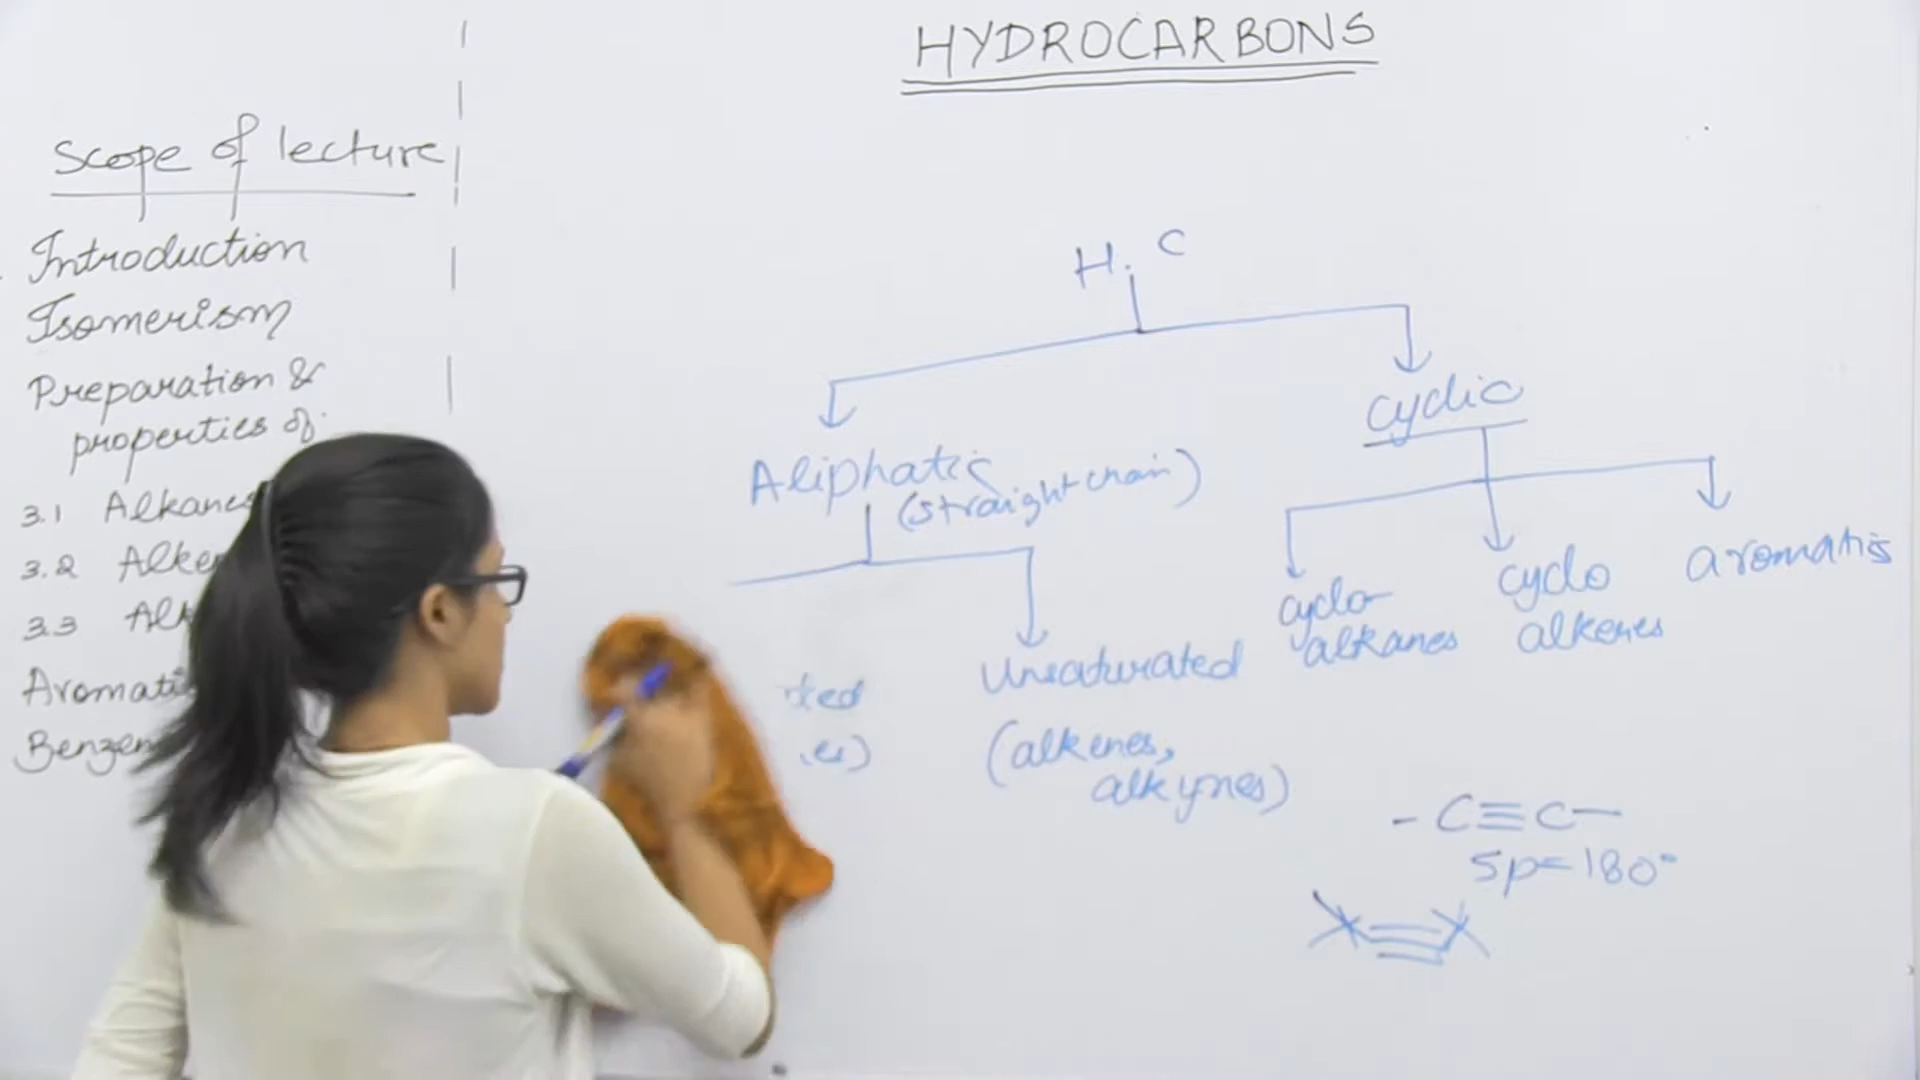 HYDROCARBONS
Scope of lecture
Introduction
Isomerism
Preparation &
properties of
3.1 Alkanes
3.2
3.3
H.C
Aliphatic
(straight chain)
Unsaturated
(alkenes,
alkynes)
cyclic
cyclo-
alkanes
cyclo
alkenes
aromatic
- C≡C-
sp=180°